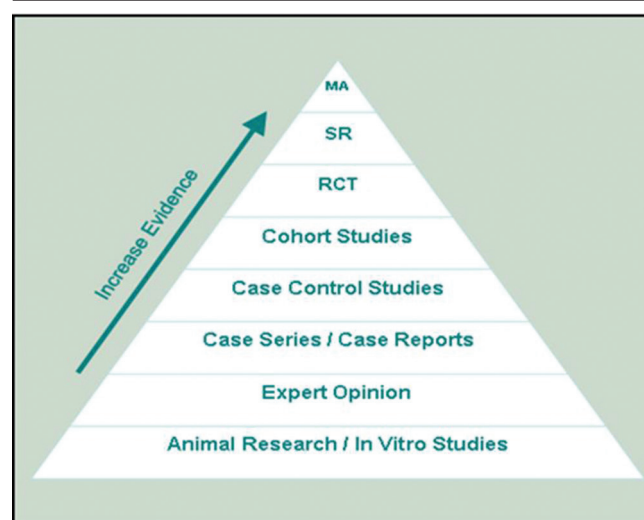 MA
SR
RCT
Increase Evidence
Cohort Studies
Case Control Studies
Case Series / Case Reports
Expert Opinion
Animal Research / In Vitro Studies